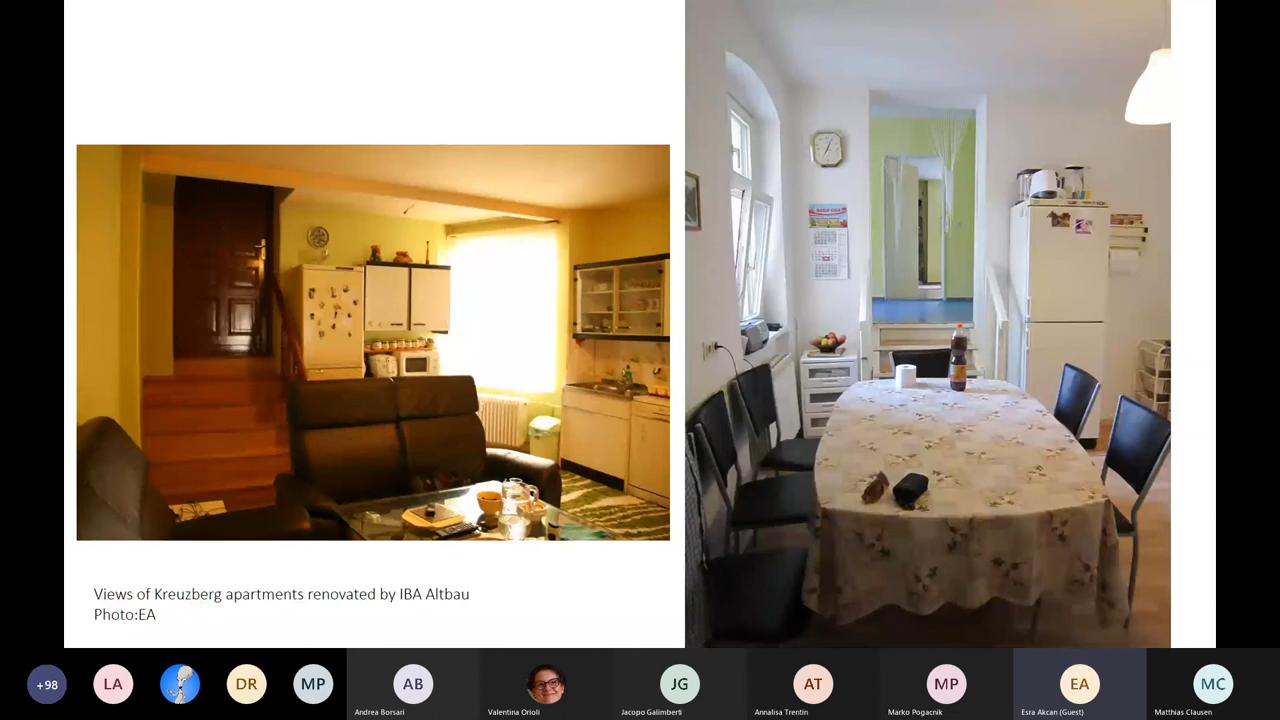 Views of Kreuzberg apartments renovated by IBA Altbau
Photo:EA
+98
LA
DR
MP
AB
JG
AT
MP
EA
MC
Andrea Borsari
Valentina Orioli
Jacopo Galimberti
Annalisa Trentin
Marko Pogacnik
Esra Akcan (Guest)
Matthias Clausen